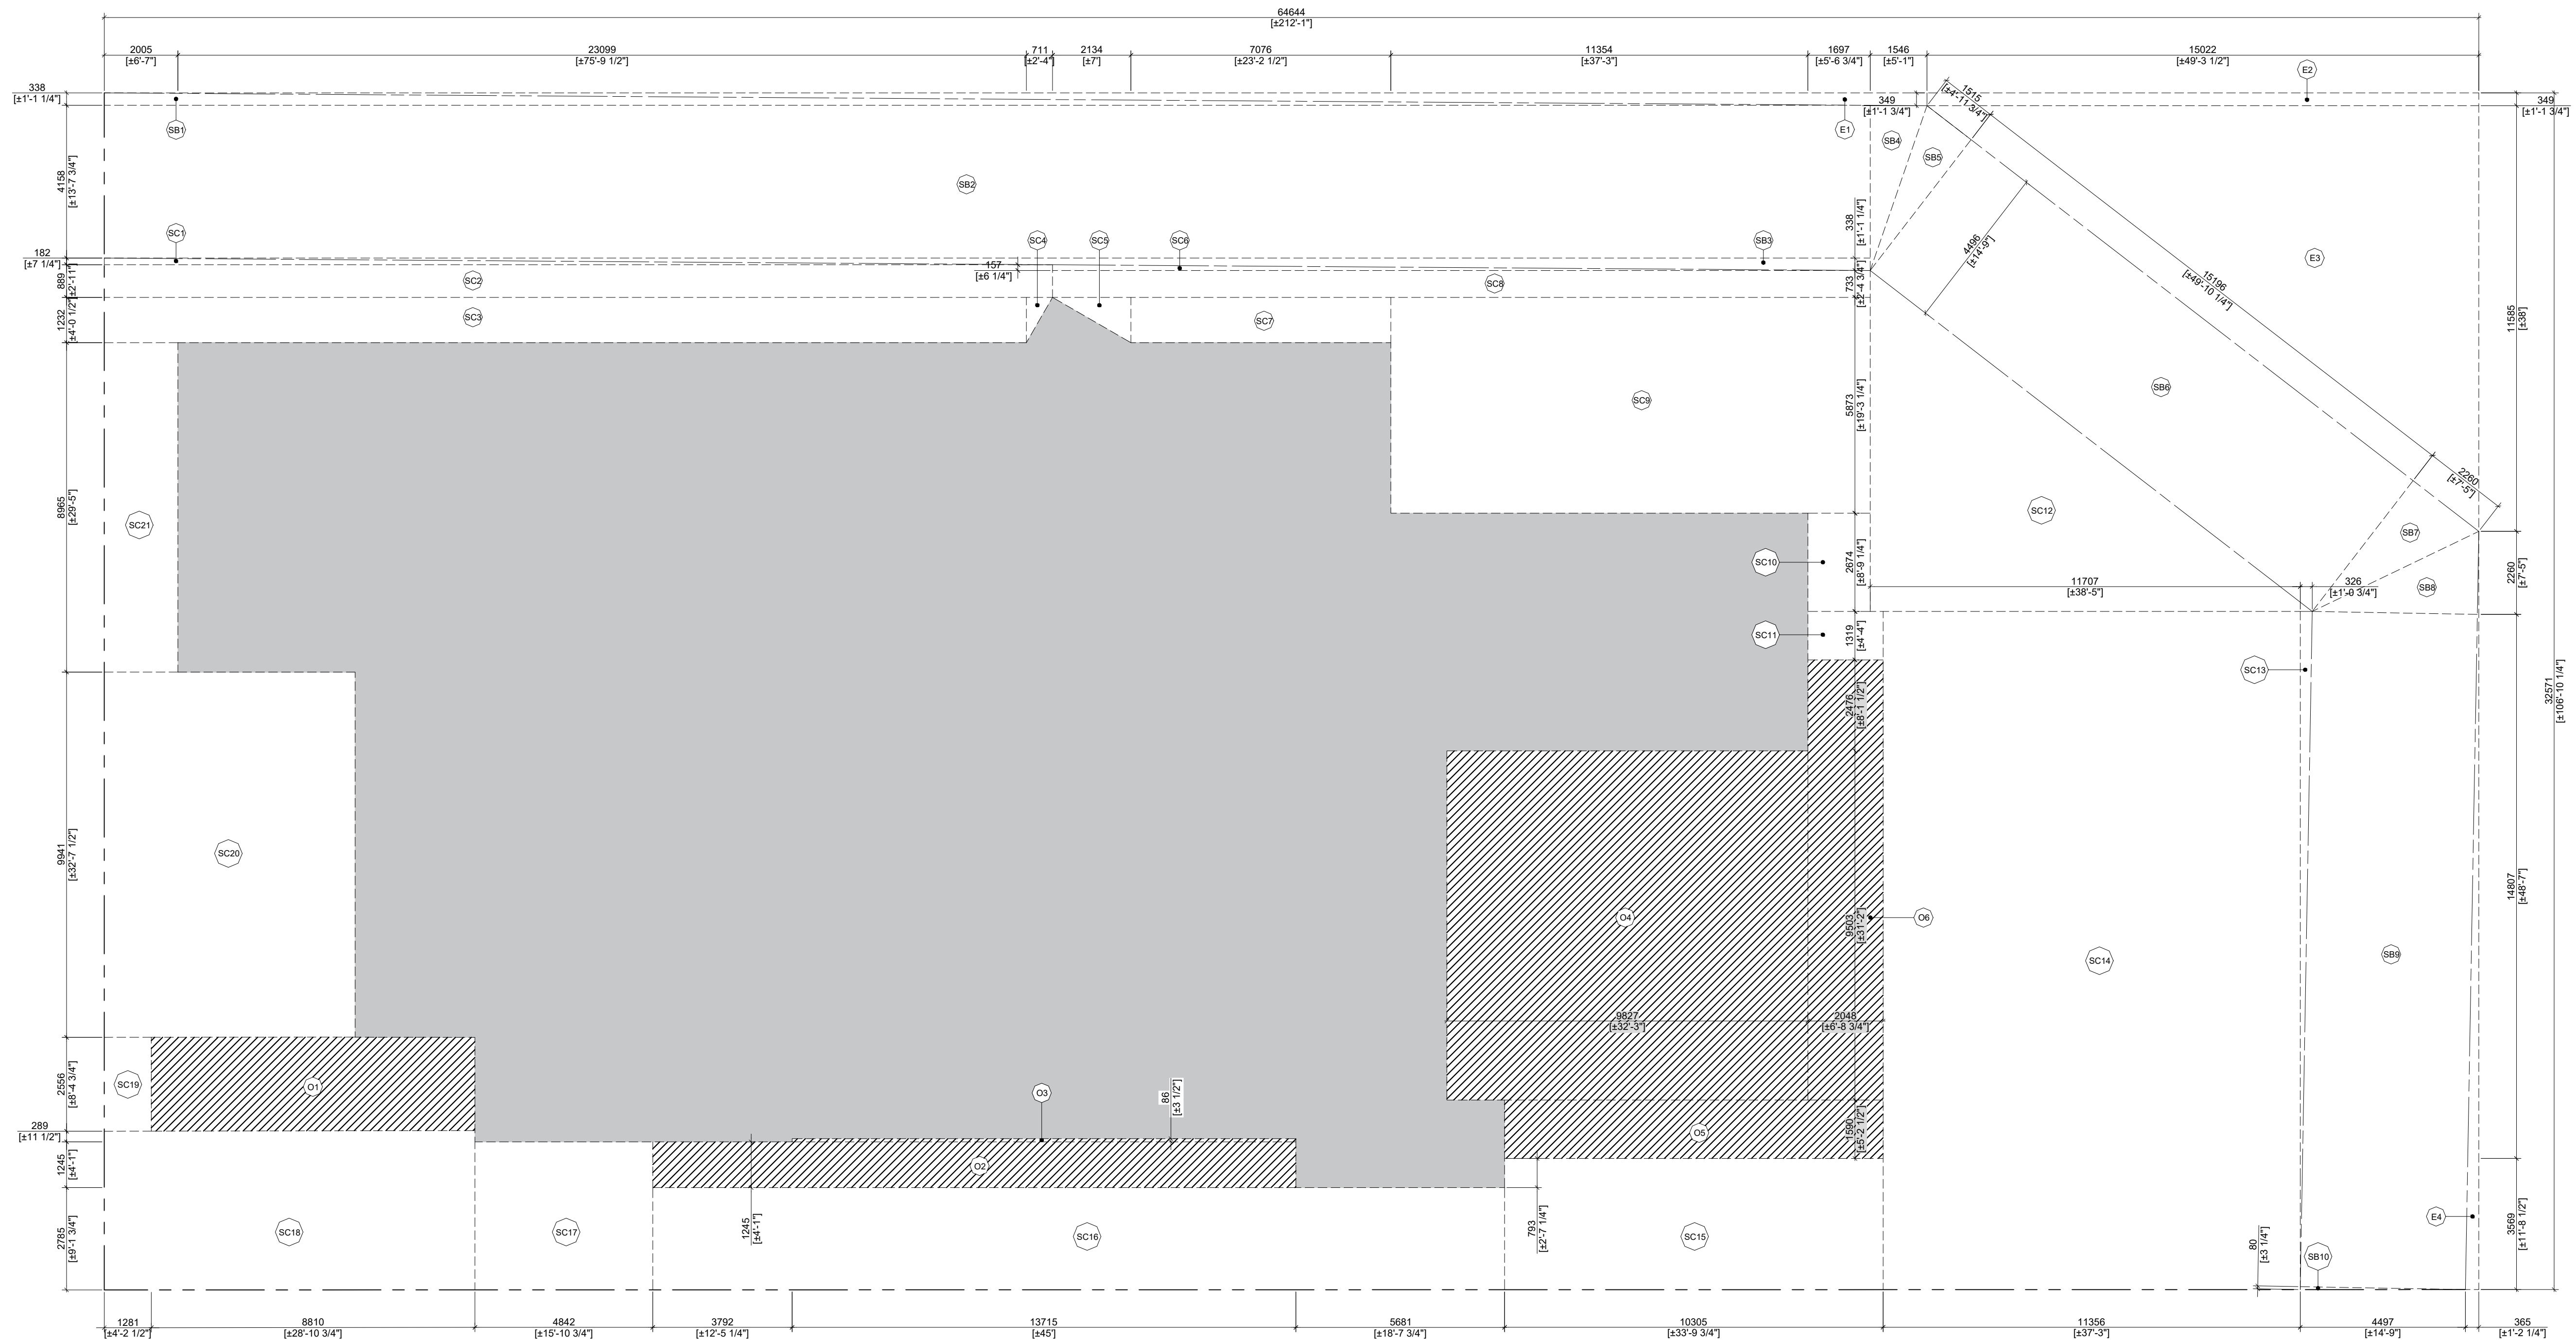 64644
[±212'-1"]
2005
[±6'-7"]
23099
[±75'-9 1/2"]
711
[±2'-4"]
2134
[±7']
7076
[±23'-2 1/2"]
11354
[±37'-3"]
1697
[±5'-6 3/4"]
1546
[±5'-1"]
15022
[±49'-3 1/2"]
E2
338
[±1'-1 1/4"]
SB1
E1
349
[±1'-1 3/4"]
1515
[±4'-11 3/4"]
349
[±1'-1 3/4"]
SB4
SB5
4158
[±13'-7 3/4"]
SB2
338
[±1'-1 1/4"]
SC1
SC4
SC5
SC6
SB3
4496
[±14'-9"]
15196
[±49'-10 1/4"]
E3
182
[±7 1/4"]
157
[±6 1/4"]
889
[±2'-11"]
SC2
SC8
733
[±2'-4 3/4"]
11585
[±38']
1232
[±4'-0 1/2"]
SC3
SC7
SB6
SC9
5873
[±19'-3 1/4"]
2260
[±7'-5"]
8965
[±29'-5"]
SC21
SC12
SB7
SC10
2674
[±8'-9 1/4"]
11707
[±38'-5"]
326
[±1'-0 3/4"]
SB8
2260
[±7'-5"]
SC11
1319
[±4'-4"]
SC13
32571
[±106'-10 1/4"]
2476
[±8'-1 1/2"]
9941
[±32'-7 1/2"]
SC20
14807
[±48'-7"]
O4
9503
[±31'-2"]
O6
SC14
SB9
9827
[±32'-3"]
2048
[±6'-8 3/4"]
2556
[±8'-4 3/4"]
SC19
O1
O3
86
[±3 1/2"]
289
[±11 1/2"]
O5
1590
[±5'-2 1/2"]
1245
[±4'-1"]
O2
2785
[±9'-1 3/4"]
SC18
SC17
1245
[±4'-1"]
SC16
793
[±2'-7 1/4"]
SC15
80
[±3 1/4"]
SB10
E4
3569
[±11'-8 1/2"]
1281
[±4'-2 1/2"]
8810
[±28'-10 3/4"]
4842
[±15'-10 3/4"]
3792
[±12'-5 1/4"]
13715
[±45']
5681
[±18'-7 3/4"]
10305
[±33'-9 3/4"]
11356
[±37'-3"]
4497
[±14'-9"]
365
[±1'-2 1/4"]